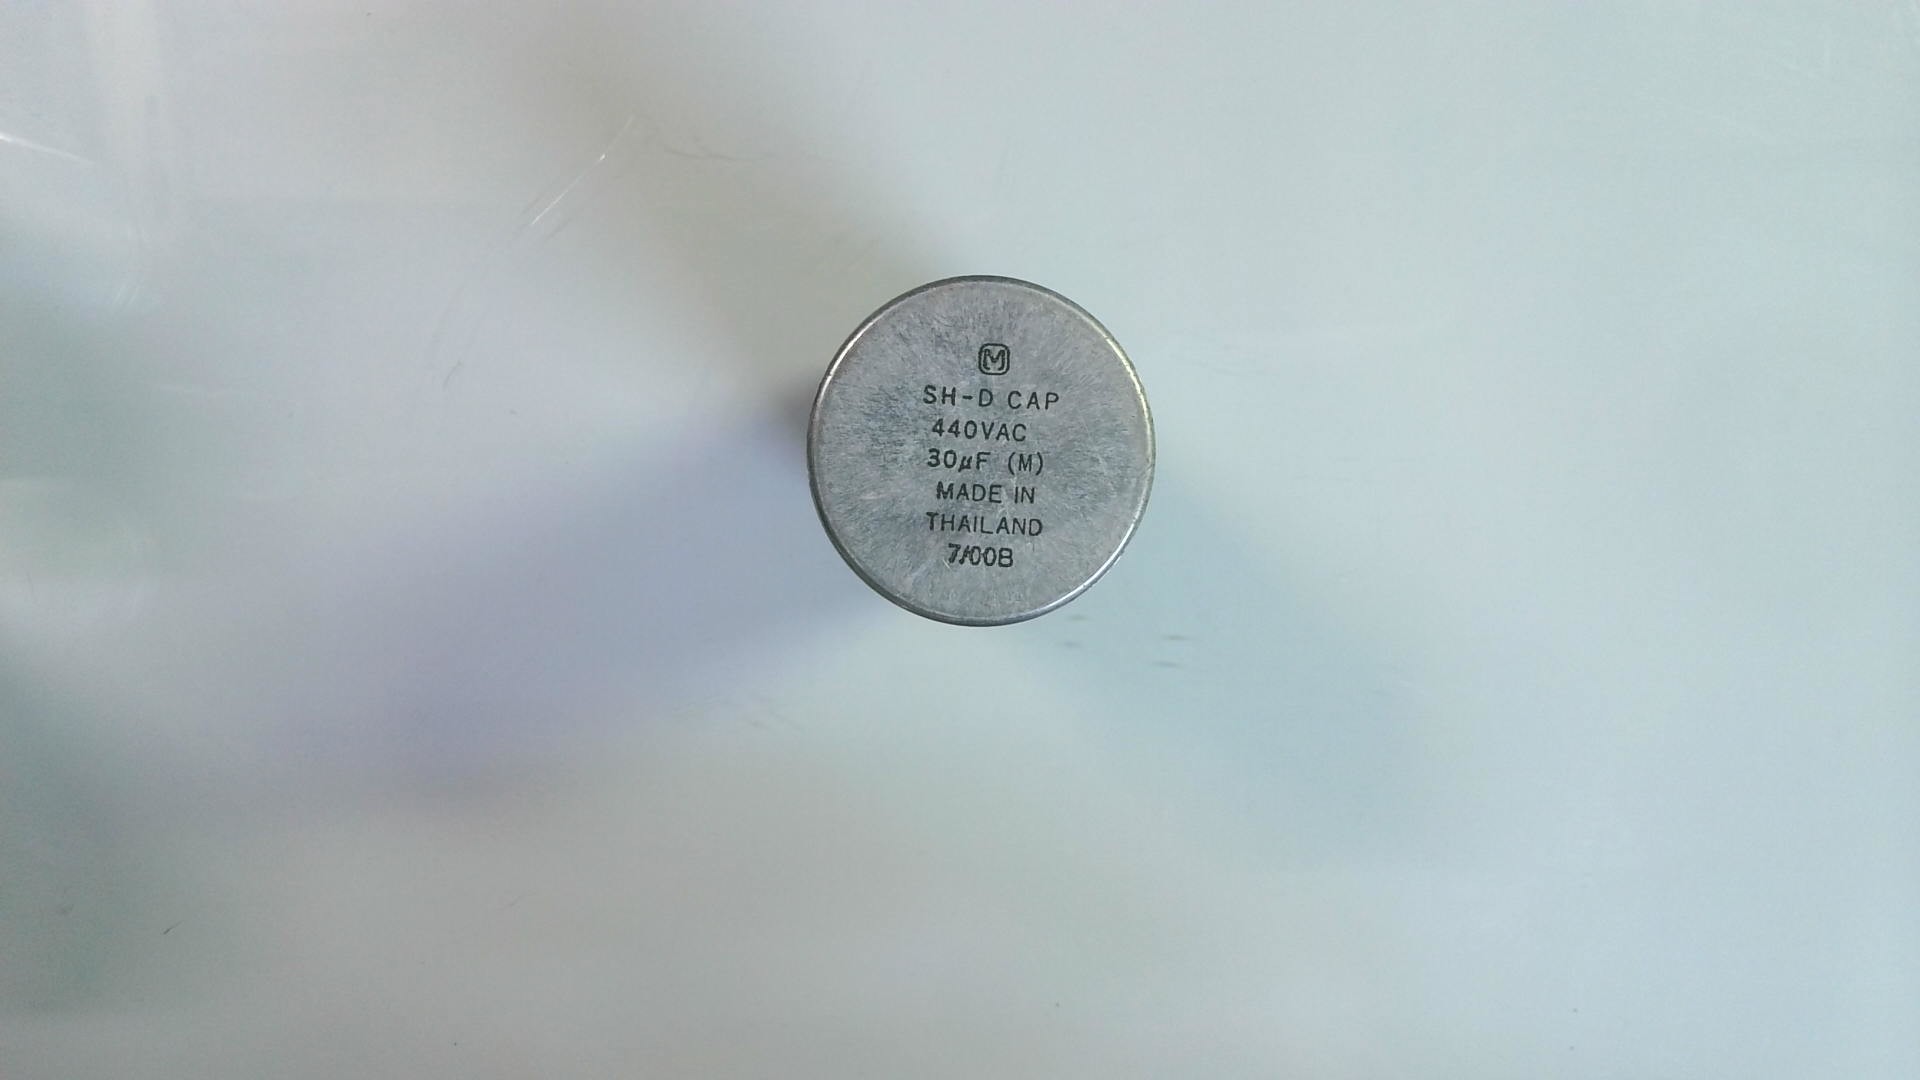 M
SH-D CAP
440VAC
30µF (M)
MADE IN
THAILAND
7/00B